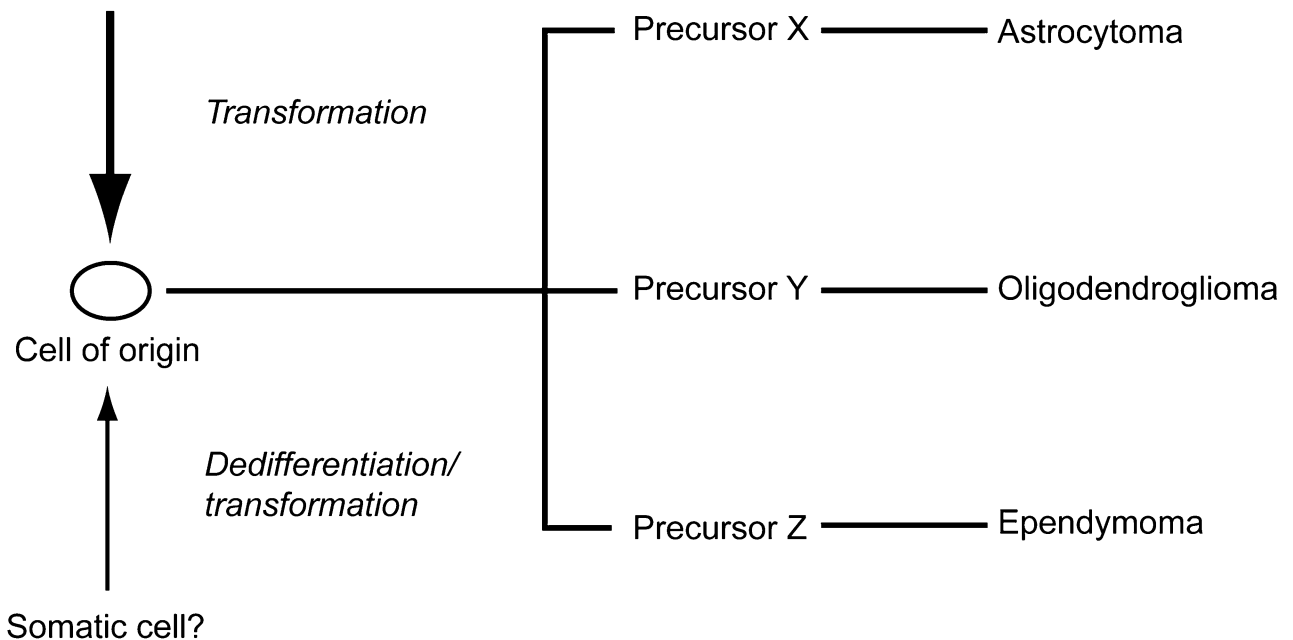 Precursor X
Astrocytoma
Transformation
Precursor Y
Oligodendroglioma
Cell of origin
Dedifferentiation/
transformation
Precursor Z
Ependymoma
Somatic cell?